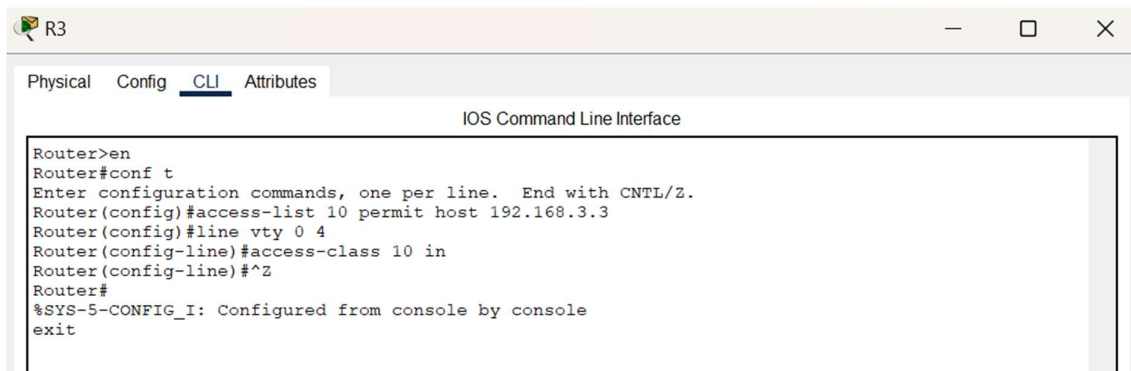 R3
Physical Config CLI Attributes
IOS Command Line Interface
Router>en
Router#conf t
Enter configuration commands, one per line.  End with CNTL/Z.
Router(config)#access-list 10 permit host 192.168.3.3
Router(config)#line vty 0 4
Router(config-line)#access-class 10 in
Router(config-line)#^Z
Router#
%SYS-5-CONFIG_I: Configured from console by console
exit